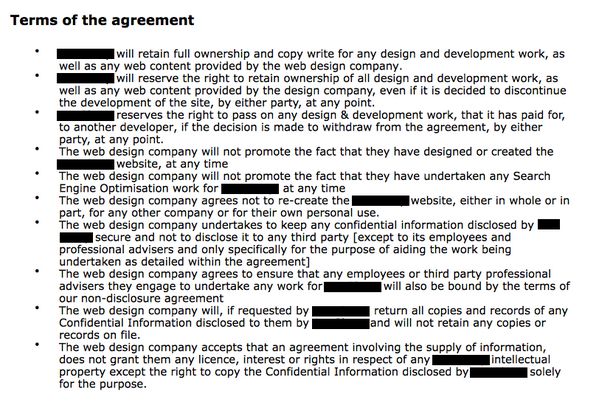 Terms of the agreement
• will retain full ownership and copy write for any design and development work, as
well as any web content provided by the web design company.
• will reserve the right to retain ownership of all design and development work, as
well as any web content provided by the design company, even if it is decided to discontinue
the development of the site, by either party, at any point.
• reserves the right to pass on any design & development work, that it has paid for,
to another developer, if the decision is made to withdraw from the agreement, by either
party, at any point.
• The web design company will not promote the fact that they have designed or created the
website, at any time
• The web design company will not promote the fact that they have undertaken any Search
Engine Optimisation work for at any time
• The web design company agrees not to re-create the website, either in whole or in
part, for any other company or for their own personal use.
• The web design company undertakes to keep any confidential information disclosed by
secure and not to disclose it to any third party [except to its employees and
professional advisers and only specifically for the purpose of aiding the work being
undertaken as detailed within the agreement]
• The web design company agrees to ensure that any employees or third party professional
advisers they engage to undertake any work for will also be bound by the terms of
our non-disclosure agreement
• The web design company will, if requested by return all copies and records of any
Confidential Information disclosed to them by and will not retain any copies or
records on file.
• The web design company accepts that an agreement involving the supply of information,
does not grant them any licence, interest or rights in respect of any intellectual
property except the right to copy the Confidential Information disclosed by solely
for the purpose.